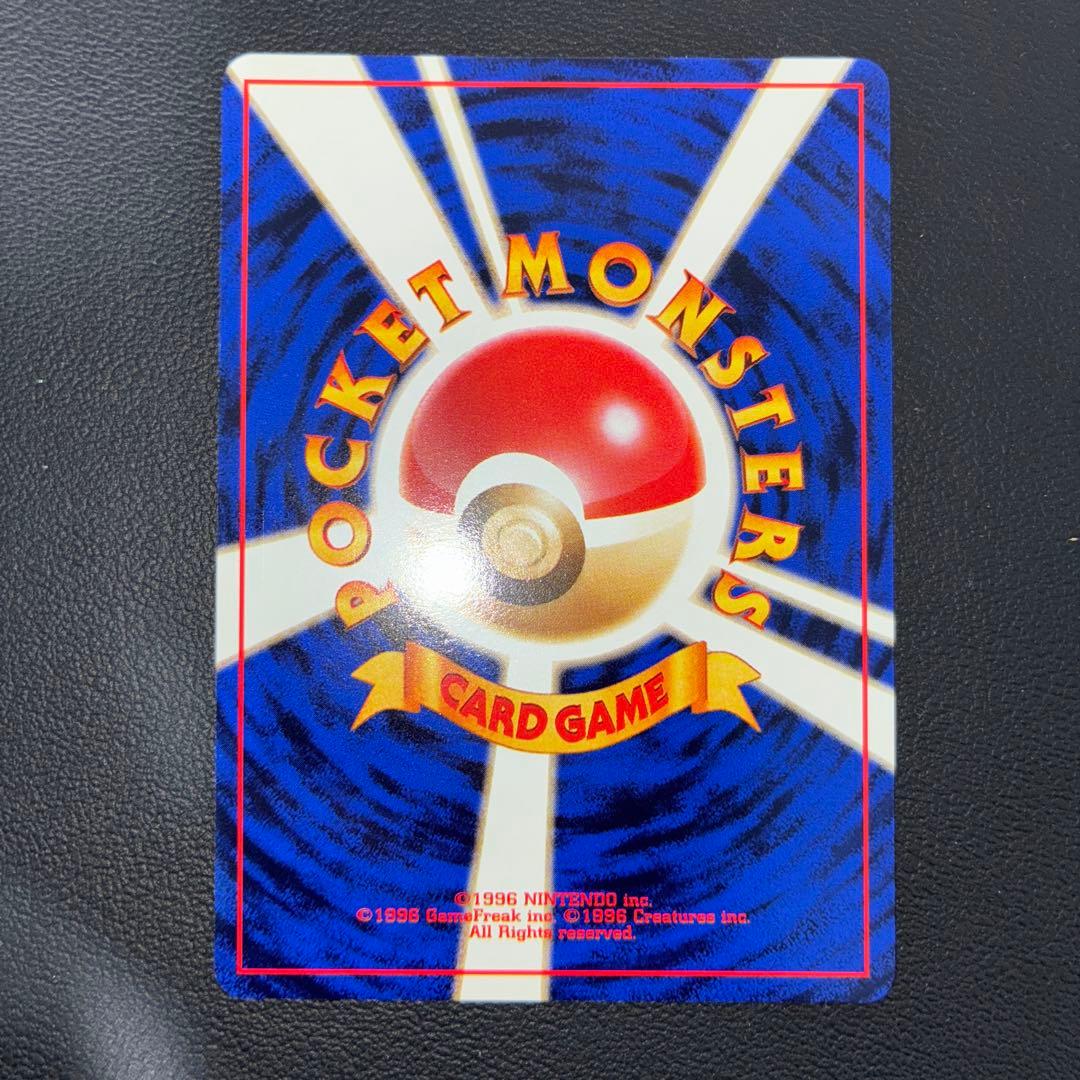 POCKET MONSTERS
CARD GAME
©1996 NINTENDO inc.
©1996 GameFreak inc. ©1996 Creatures inc.
All Rights reserved.